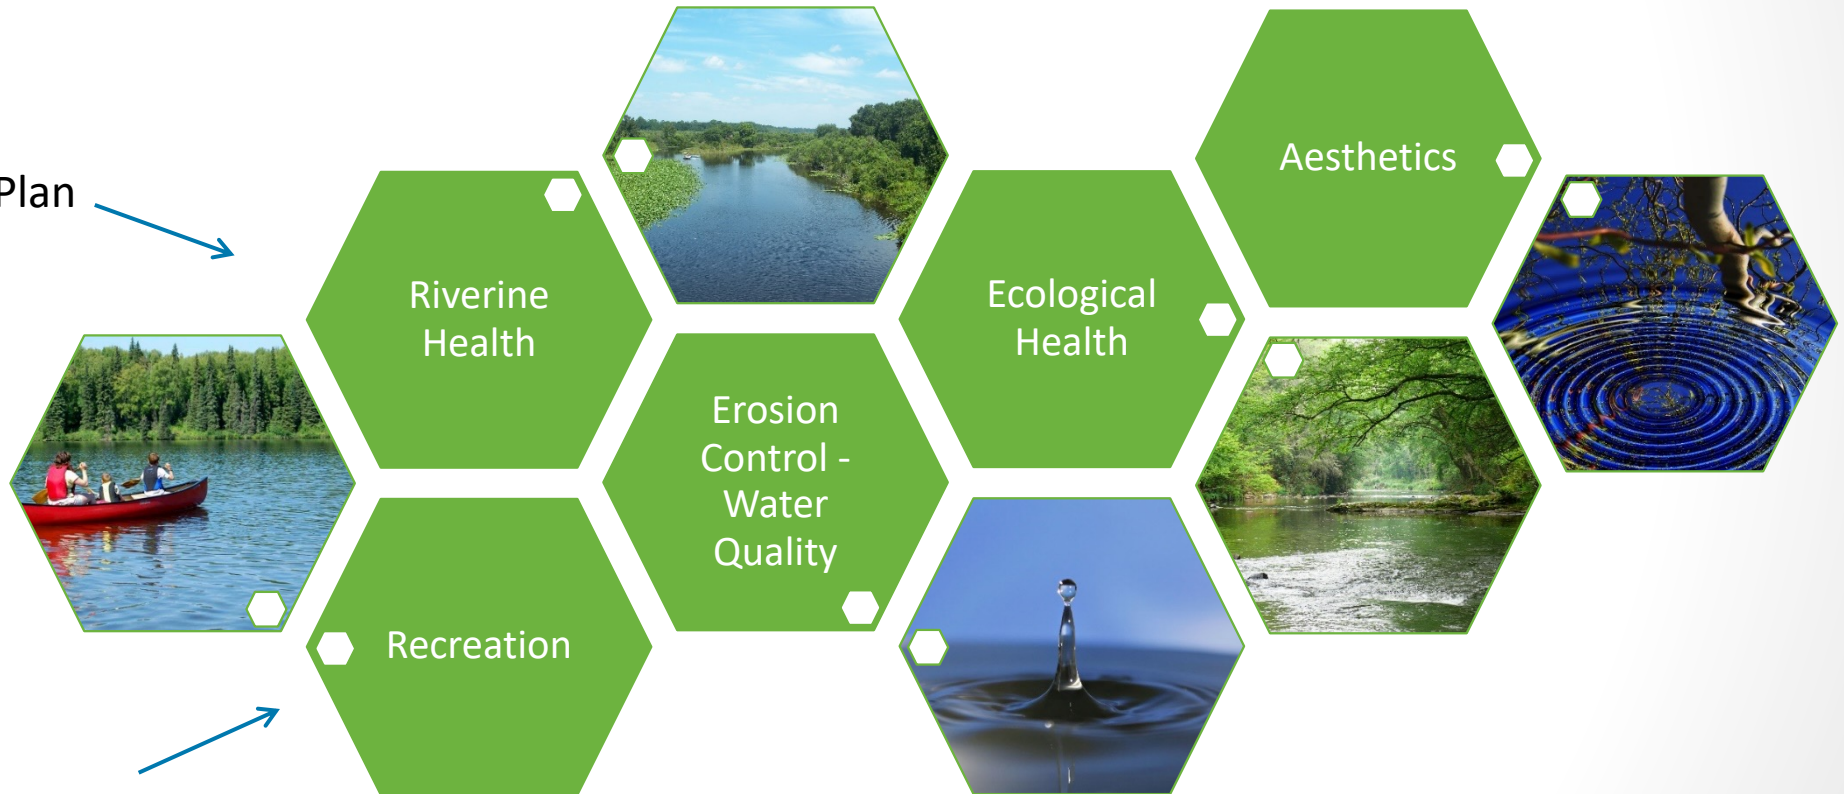 Plan
Riverine
Health
Recreation
Erosion
Control -
Water
Quality
Ecological
Health
Aesthetics